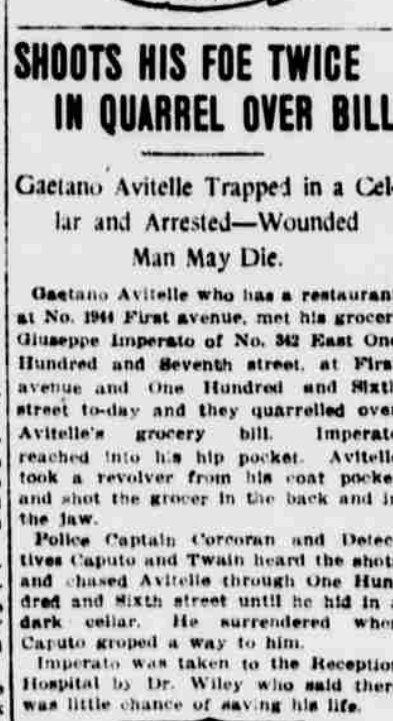 SHOOTS HIS FOE TWICE
IN QUARREL OVER BILL
Gaetano Avitelle Trapped in a Cel-
lar and Arrested—Wounded
Man May Die.
Gaetano Avitelle who has a restaurant
at No. 1944 First avenue, met his grocer
Giuseppe Imperato of No. 342 East One
Hundred and Seventh street, at First
avenue and One Hundred and Sixth
street to-day and they quarrelled over
Avitelle's grocery bill. Imperato
reached into his hip pocket. Avitelle
took a revolver from his coat pocket
and shot the grocer in the back and in
the jaw.
Police Captain Corcoran and Detec-
tives Caputo and Twain heard the shots
and chased Avitelle through One Hun-
dred and Sixth street until he hid in a
dark cellar. He surrendered when
Caputo groped a way to him.
Imperato was taken to the Reception
Hospital by Dr. Wiley who said there
was little chance of saving his life.